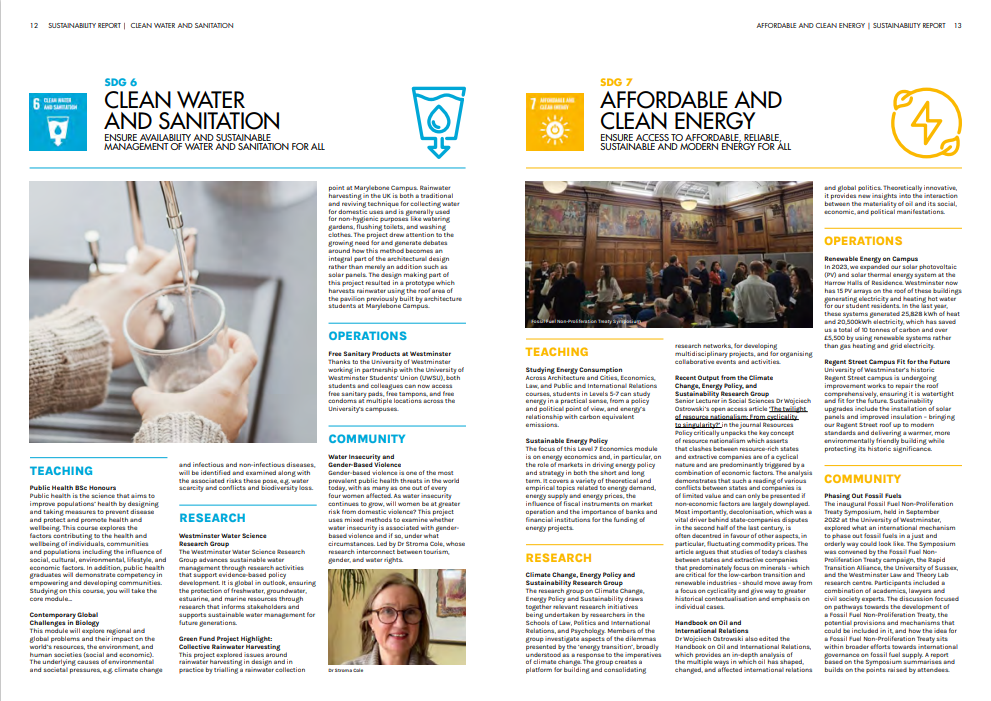 12 SUSTAINABILITY REPORT | CLEAN WATER AND SANITATION
SDG 6
6 CLEAN WATER
AND SANITATION
CLEAN WATER
AND SANITATION
ENSURE AVAILABILITY AND SUSTAINABLE
MANAGEMENT OF WATER AND SANITATION FOR ALL
TEACHING
Public Health BSc Honours
Public health is the science that aims to
improve populations' health by designing
and taking measures to prevent disease
and protect and promote health and
wellbeing. This course explores the
factors contributing to the health and
wellbeing of individuals, communities
and populations including the influence of
social, cultural, environmental, lifestyle, and
economic factors. In addition, public health
graduates will demonstrate competency in
empowering and developing communities.
Studying on this course, you will take the
core module...
Contemporary Global
Challenges in Biology
This module will explore regional and
global problems and their impact on the
world's resources, the environment, and
human societies (social and economic).
The underlying causes of environmental
and societal pressures, e.g. climate change
and infectious and non-infectious diseases,
will be identified and examined along with
the associated risks these pose, e.g. water
scarcity and conflicts and biodiversity loss.
RESEARCH
Westminster Water Science
Research Group
The Westminster Water Science Research
Group advances sustainable water
management through research activities
that support evidence-based policy
development. It is global in outlook, ensuring
the protection of freshwater, groundwater,
estuarine, and marine resources through
research that informs stakeholders and
supports sustainable water management for
future generations.
Green Fund Project Highlight:
Collective Rainwater Harvesting
This project explored issues around
rainwater harvesting in design and in
practice by trialling a rainwater collection
point at Marylebone Campus. Rainwater
harvesting in the UK is both a traditional
and reviving technique for collecting water
for domestic uses and is generally used
for non-hygienic purposes like watering
gardens, flushing toilets, and washing
clothes. The project drew attention to the
growing need for and generate debates
around how this method becomes an
integral part of the architectural design
rather than merely an addition such as
solar panels. The design making part of
this project resulted in a prototype which
harvests rainwater using the roof area of
the pavilion previously built by architecture
students at Marylebone Campus.
OPERATIONS
Free Sanitary Products at Westminster
Thanks to the University of Westminster
working in partnership with the University of
Westminster Students' Union (UWSU), both
students and colleagues can now access
free sanitary pads, free tampons, and free
condoms at multiple locations across the
University's campuses.
COMMUNITY
Water Insecurity and
Gender-Based Violence
Gender-based violence is one of the most
prevalent public health threats in the world
today, with as many as one out of every
four women affected. As water insecurity
continues to grow, will women be at greater
risk from domestic violence? This project
uses mixed methods to examine whether
water insecurity is associated with gender-
based violence and if so, under what
circumstances. Led by Dr Stroma Cole, whose
research interconnect between tourism,
gender, and water rights.
Dr Stroma Cole
AFFORDABLE AND CLEAN ENERGY | SUSTAINABILITY REPORT 13
SDG 7
7 AFFORDABLE AND
CLEAN ENERGY
AFFORDABLE AND
CLEAN ENERGY
ENSURE ACCESS TO AFFORDABLE, RELIABLE,
SUSTAINABLE AND MODERN ENERGY FOR ALL
Fossil Fuel Non-Proliferation Treaty Symposium
TEACHING
Studying Energy Consumption
Across Architecture and Cities, Economics,
Law, and Public and International Relations
courses, students in Levels 5-7 can study
energy in a practical sense, from a policy
and political point of view, and energy's
relationship with carbon equivalent
emissions.
Sustainable Energy Policy
The focus of this Level 7 Economics module
is on energy economics and, in particular, on
the role of markets in driving energy policy
and strategy in both the short and long
term. It covers a variety of theoretical and
empirical topics related to energy demand,
energy supply and energy prices, the
influence of fiscal instruments on market
operation and the importance of banks and
financial institutions for the funding of
energy projects.
RESEARCH
Climate Change, Energy Policy and
Sustainability Research Group
The research group on Climate Change,
Energy Policy and Sustainability draws
together relevant research initiatives
being undertaken by researchers in the
Schools of Law, Politics and International
Relations, and Psychology. Members of the
group investigate aspects of the dilemmas
presented by the 'energy transition', broadly
understood as a response to the imperatives
of climate change. The group creates a
platform for building and consolidating
research networks, for developing
multidisciplinary projects, and for organising
collaborative events and activities.
Recent Output from the Climate
Change, Energy Policy, and
Sustainability Research Group
Senior Lecturer in Social Sciences Dr Wojciech
Ostrowski's open access article 'The twilight
of resource nationalism: From cyclicality
to singularity?' in the journal Resources
Policy critically unpacks the key concept
of resource nationalism which asserts
that clashes between resource-rich states
and extractive companies are of a cyclical
nature and are predominantly triggered by a
combination of economic factors. The analysis
demonstrates that such a reading of various
conflicts between states and companies is
of limited value and can only be presented if
non-economic factors are largely downplayed.
Most importantly, decolonisation, which was a
vital driver behind state-companies disputes
in the second half of the last century, is
often decentred in favour of other aspects, in
particular, fluctuating commodity prices. The
article argues that studies of today's clashes
between states and extractive companies
that predominately focus on minerals - which
are critical for the low-carbon transition and
renewable industries - should move away from
a focus on cyclicality and give way to greater
historical contextualisation and emphasis on
individual cases.
Handbook on Oil and
International Relations
Dr Wojciech Ostrowski also edited the
Handbook on Oil and International Relations,
which provides an in-depth analysis of
the multiple ways in which oil has shaped,
changed, and affected international relations
and global politics. Theoretically innovative,
it provides new insights into the interaction
between the materiality of oil and its social,
economic, and political manifestations.
OPERATIONS
Renewable Energy on Campus
In 2023, we expanded our solar photovoltaic
(PV) and solar thermal energy system at the
Harrow Halls of Residence. Westminster now
has 15 PV arrays on the roof of these buildings
generating electricity and heating hot water
for our student residents. In the last year,
these systems generated 25,828 kWh of heat
and 20,500kWh electricity, which has saved
us a total of 10 tonnes of carbon and over
£5,500 by using renewable systems rather
than gas heating and grid electricity.
Regent Street Campus Fit for the Future
University of Westminster's historic
Regent Street campus is undergoing
improvement works to repair the roof
comprehensively, ensuring it is watertight
and fit for the future. Sustainability
upgrades include the installation of solar
panels and improved insulation – bringing
our Regent Street roof up to modern
standards and delivering a warmer, more
environmentally friendly building while
protecting its historic significance.
COMMUNITY
Phasing Out Fossil Fuels
The inaugural Fossil Fuel Non-Proliferation
Treaty Symposium, held in September
2022 at the University of Westminster,
explored what an international mechanism
to phase out fossil fuels in a just and
orderly way could look like. The Symposium
was convened by the Fossil Fuel Non-
Proliferation Treaty campaign, the Rapid
Transition Alliance, the University of Sussex,
and the Westminster Law and Theory Lab
research centre. Participants included a
combination of academics, lawyers and
civil society experts. The discussion focused
on pathways towards the development of
a Fossil Fuel Non-Proliferation Treaty, the
potential provisions and mechanisms that
could be included in it, and how the idea for
a Fossil Fuel Non-Proliferation Treaty sits
within broader efforts towards international
governance on fossil fuel supply. A report
based on the Symposium summarises and
builds on the points raised by attendees.